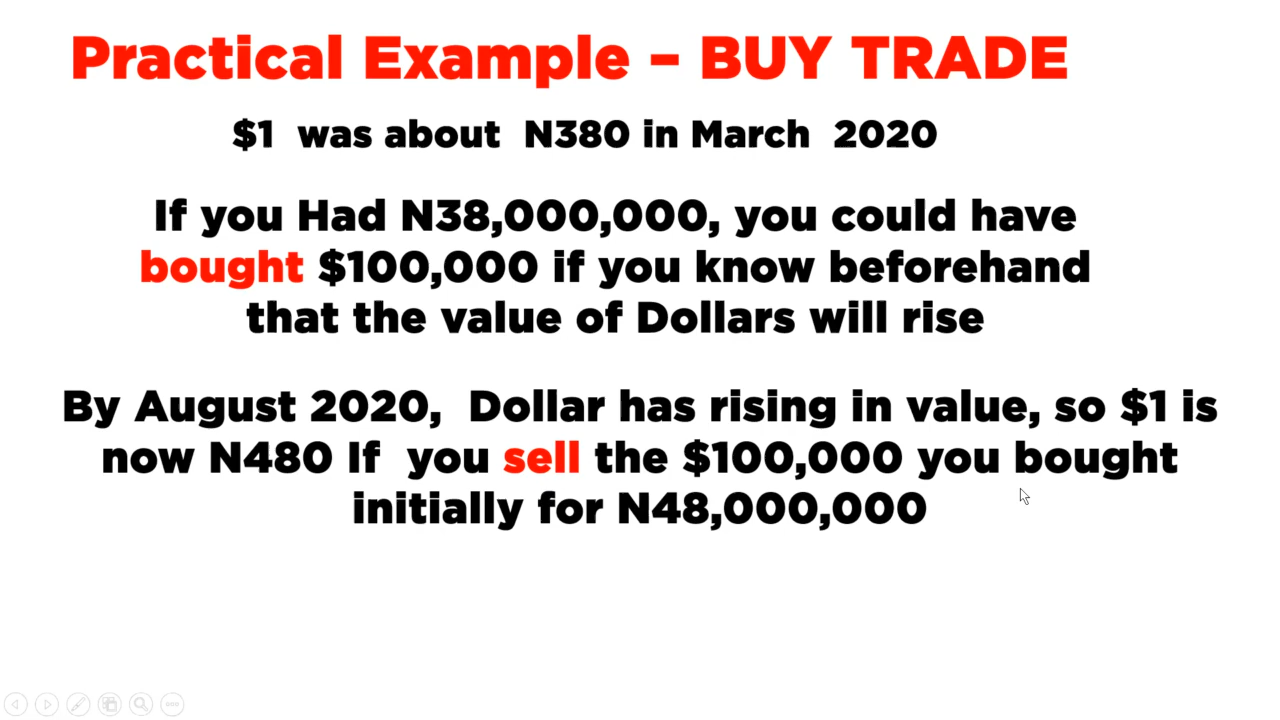 Practical Example – BUY TRADE
$1 was about N380 in March 2020
If you Had N38,000,000, you could have
bought $100,000 if you know beforehand
that the value of Dollars will rise
By August 2020, Dollar has rising in value, so $1 is
now N480 If you sell the $100,000 you bought
initially for N48,000,000